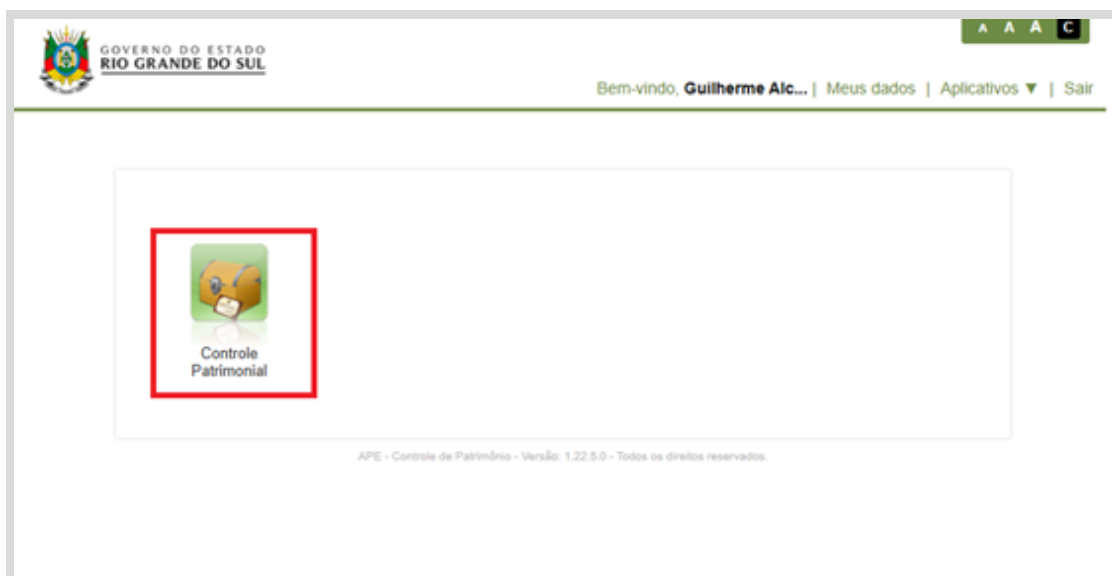 A A A C
GOVERNO DO ESTADO
RIO GRANDE DO SUL
Bem-vindo, Guilherme Alc... | Meus dados | Aplicativos ▼ | Sair
Controle
Patrimonial
APE - Controle de Patrimônio - Versão: 1.22.5.0 - Todos os direitos reservados.